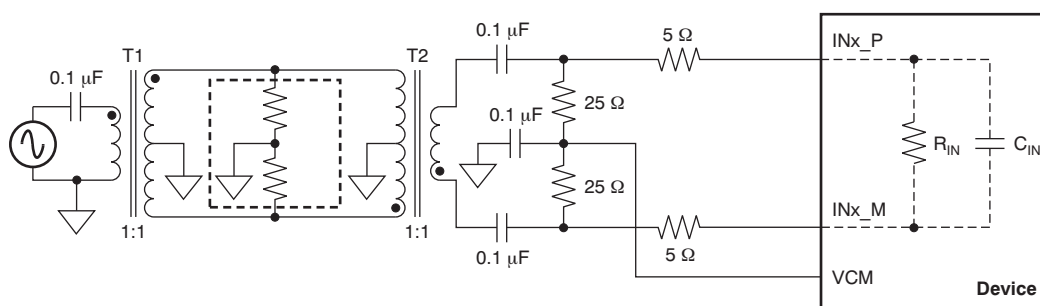 0.1 μF
T1
1:1
T2
1:1
0.1 μF
0.1 μF
0.1 μF
25 Ω
25 Ω
5 Ω
5 Ω
INx_P
INx_M
VCM
R_IN
C_IN
Device